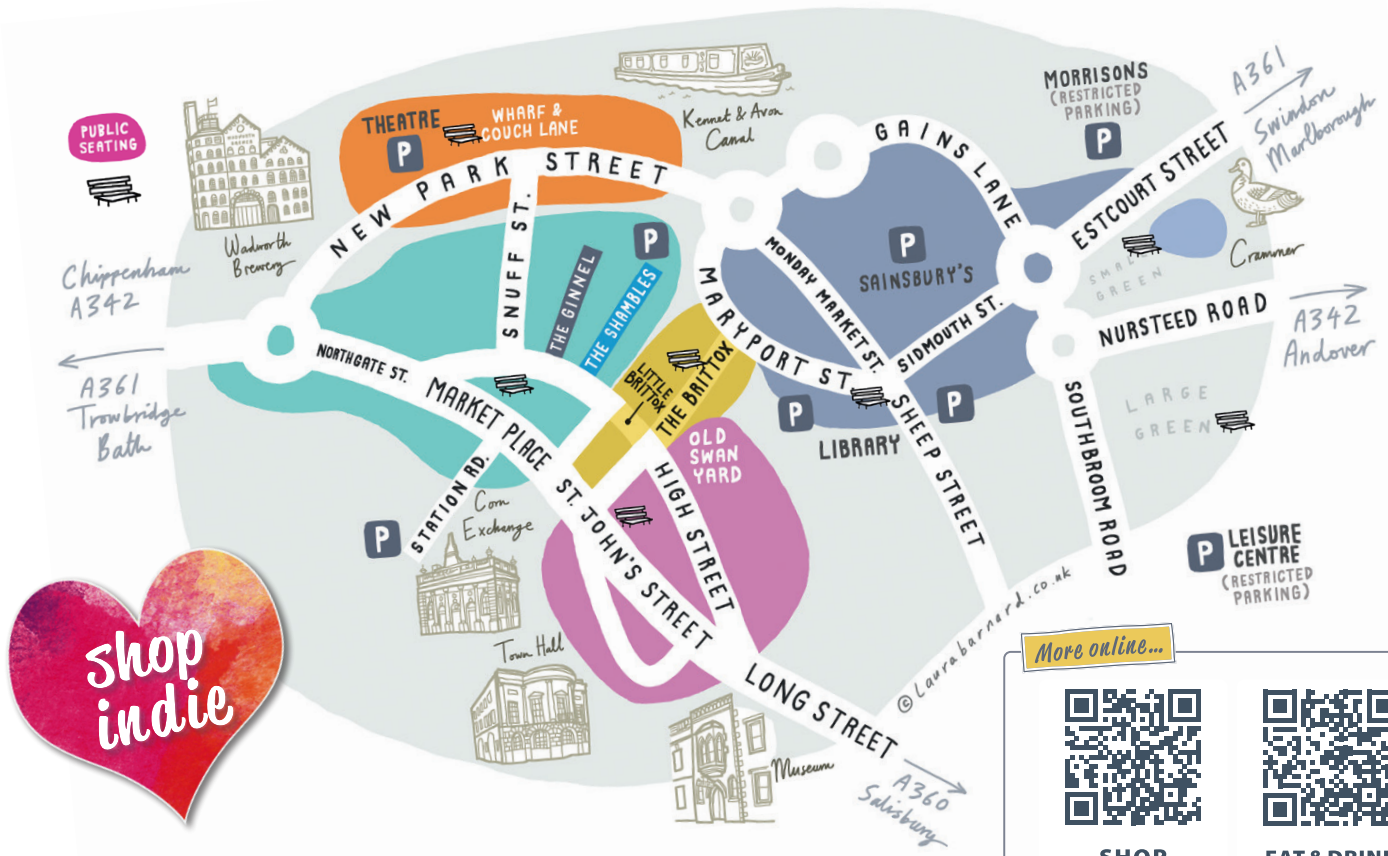 PUBLIC
SEATING
Wadworth
Brewery
THEATRE
P
WHARF &
COUCH LANE
Kennet & Avon
Canal
MORRISONS
(RESTRICTED
PARKING)
P
A361
Swindon
Marlborough
GAINS LANE
ESTCOURT STREET
Crammer
SMALL
GREEN
NEW PARK STREET
SNUFF ST.
P
THE GINNEL
THE SHAMBLES
P
SAINSBURY'S
MONDAY MARKET ST.
MARYPORT ST.
SIDMOUTH ST.
NURSTEED ROAD
A342
Andover
Chippenham
A342
A361
Trowbridge
Bath
NORTHGATE ST.
MARKET PLACE
LITTLE
BRITTOX
THE BRITTOX
P
LIBRARY
P
SHEEP STREET
SOUTHBROOM ROAD
LARGE
GREEN
OLD
SWAN
YARD
HIGH STREET
STATION RD.
P
Corn
Exchange
ST. JOHN'S STREET
P
LEISURE
CENTRE
(RESTRICTED
PARKING)
Town Hall
LONG STREET
Museum
A360
Salisbury
©Laurabarnard.co.uk
shop
indie
More online...
SHOP
EAT & DRINK